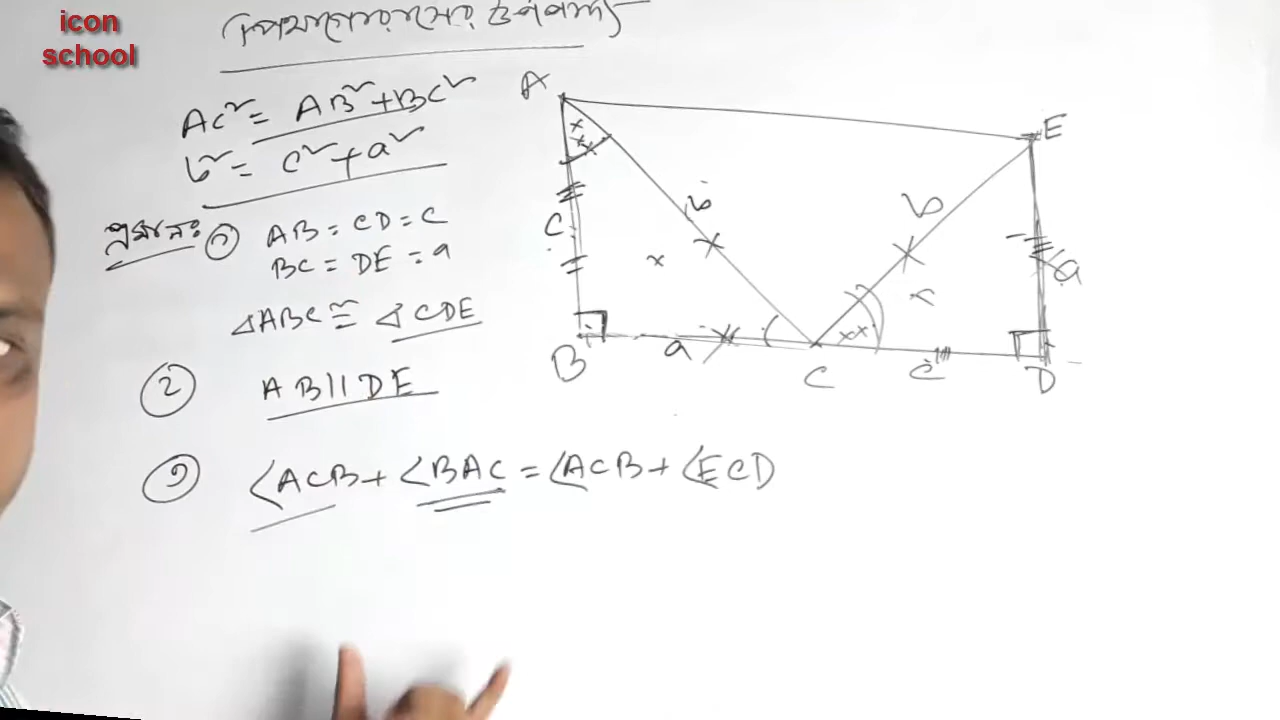 icon
school
পিথাগোরাসের উপপাদ্য
AC² = AB² + BC²
b² = c² + a²
প্রমানঃ ① AB = CD = c
BC = DE = a
△ABC ≅ △CDE
② AB || DE
③ ∠ACB + ∠BAC = ∠ACB + ∠ECD
A
E
b
b
c
a
B
a
C
c
D